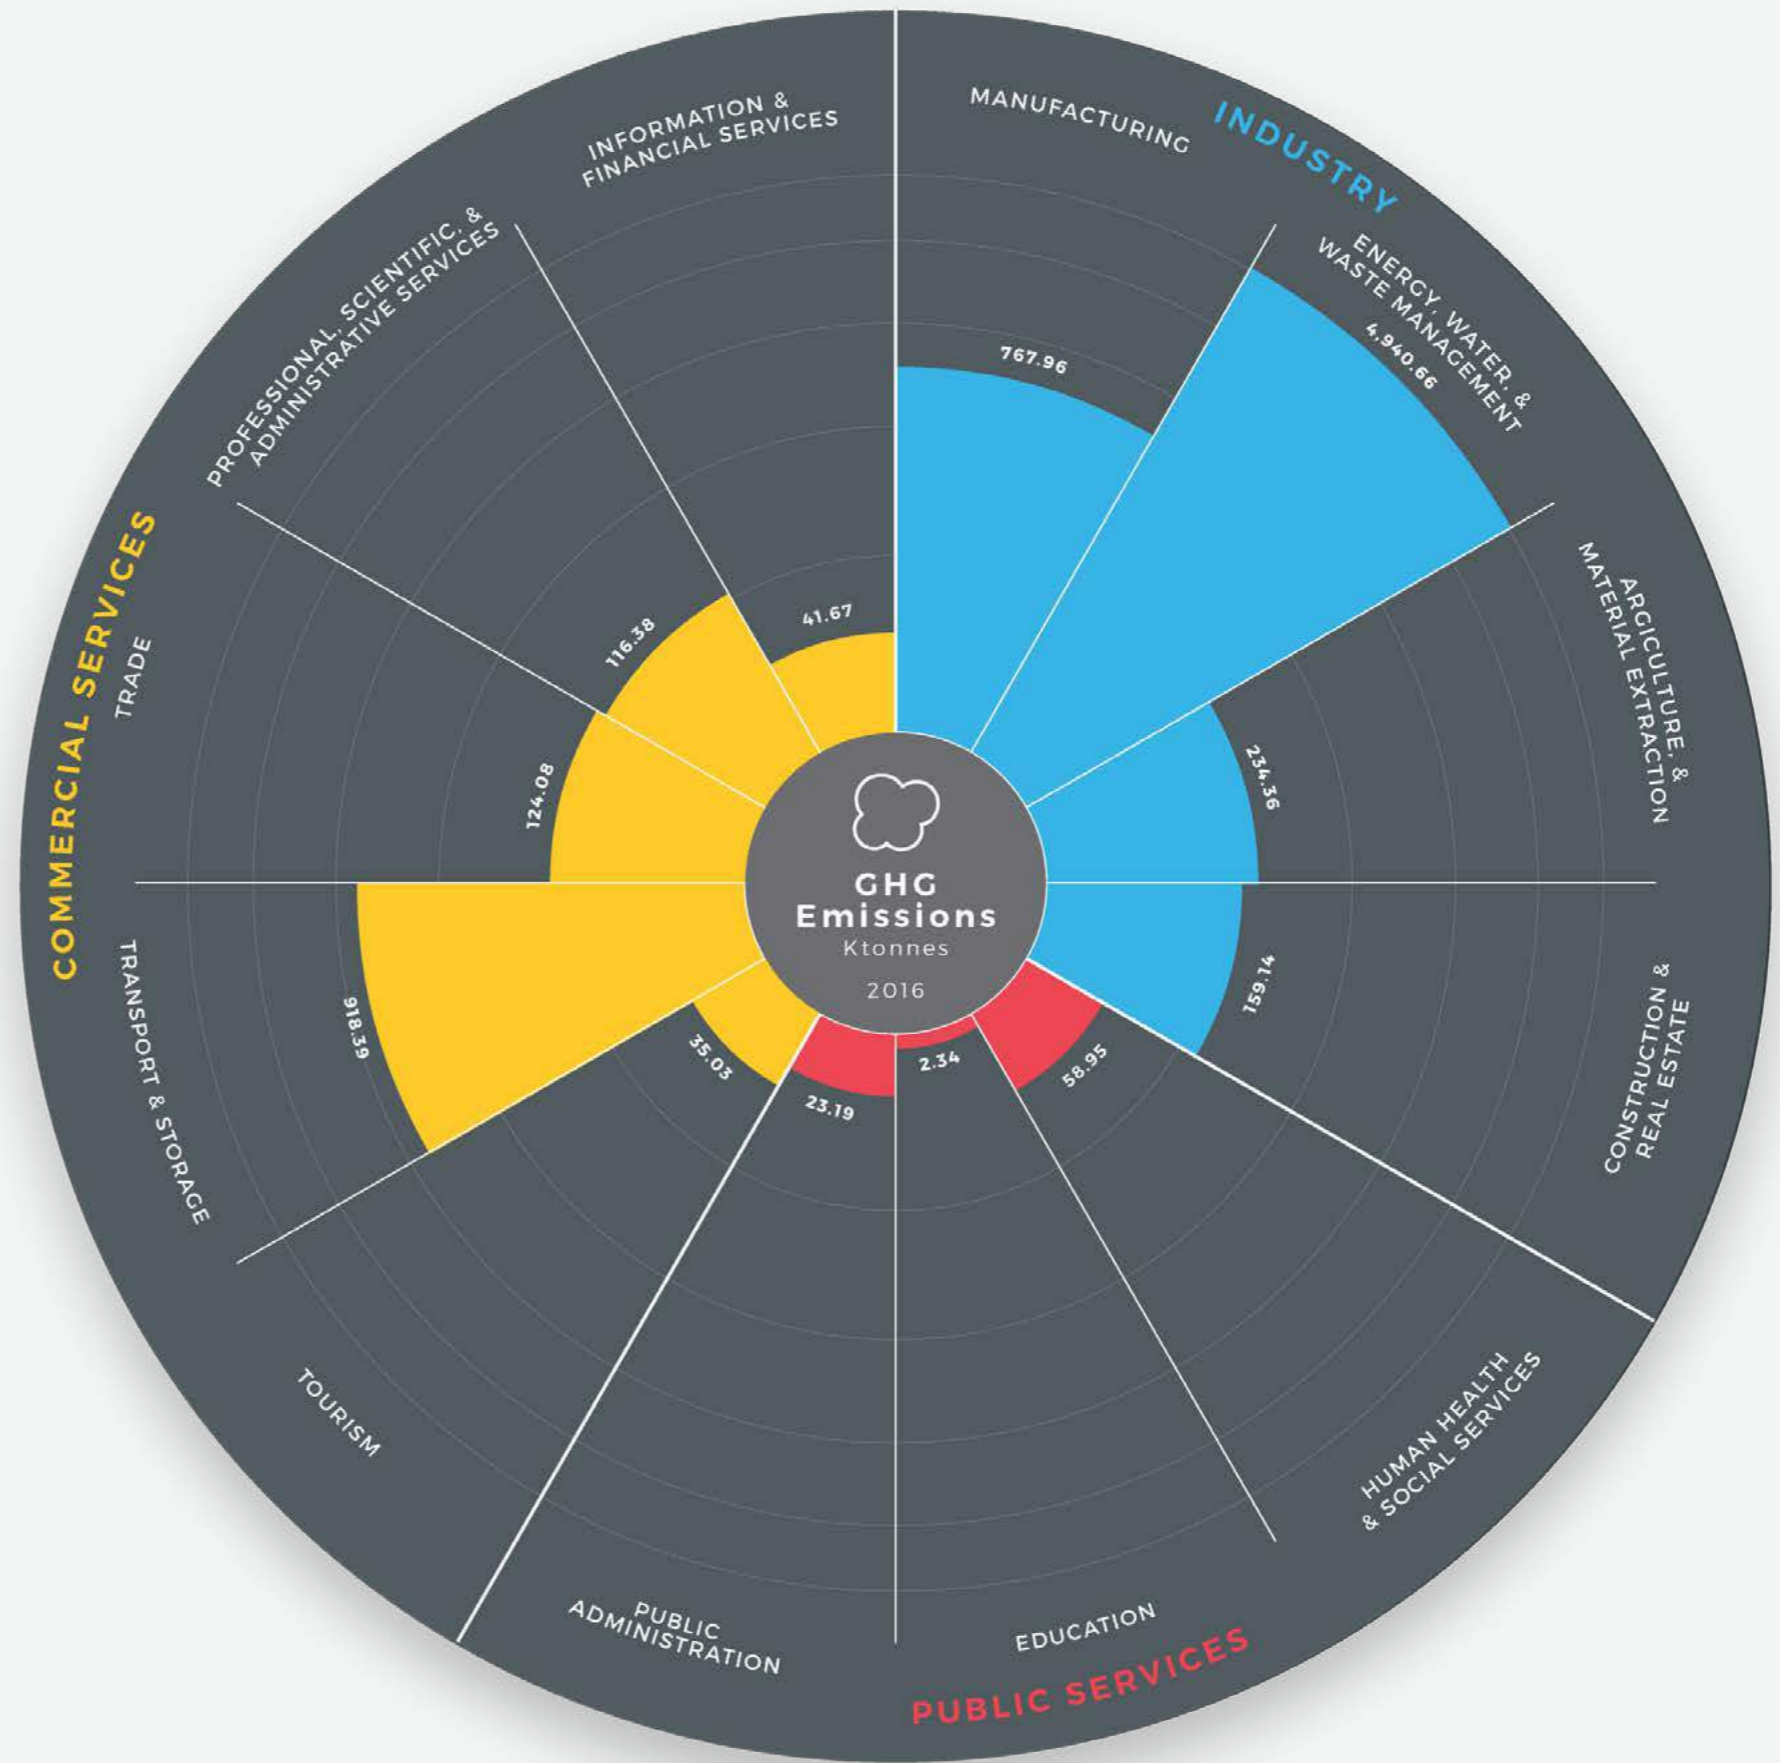 INDUSTRY
MANUFACTURING
767.96
ENERGY, WATER, &
WASTE MANAGEMENT
4,940.66
ARGICULTURE, &
MATERIAL EXTRACTION
234.36
CONSTRUCTION &
REAL ESTATE
159.14
PUBLIC SERVICES
HUMAN HEALTH
& SOCIAL SERVICES
58.95
EDUCATION
2.34
PUBLIC
ADMINISTRATION
23.19
COMMERCIAL SERVICES
TOURISM
35.03
TRANSPORT & STORAGE
918.39
TRADE
124.08
PROFESSIONAL, SCIENTIFIC, &
ADMINISTRATIVE SERVICES
116.38
INFORMATION &
FINANCIAL SERVICES
41.67
GHG
Emissions
Ktonnes
2016